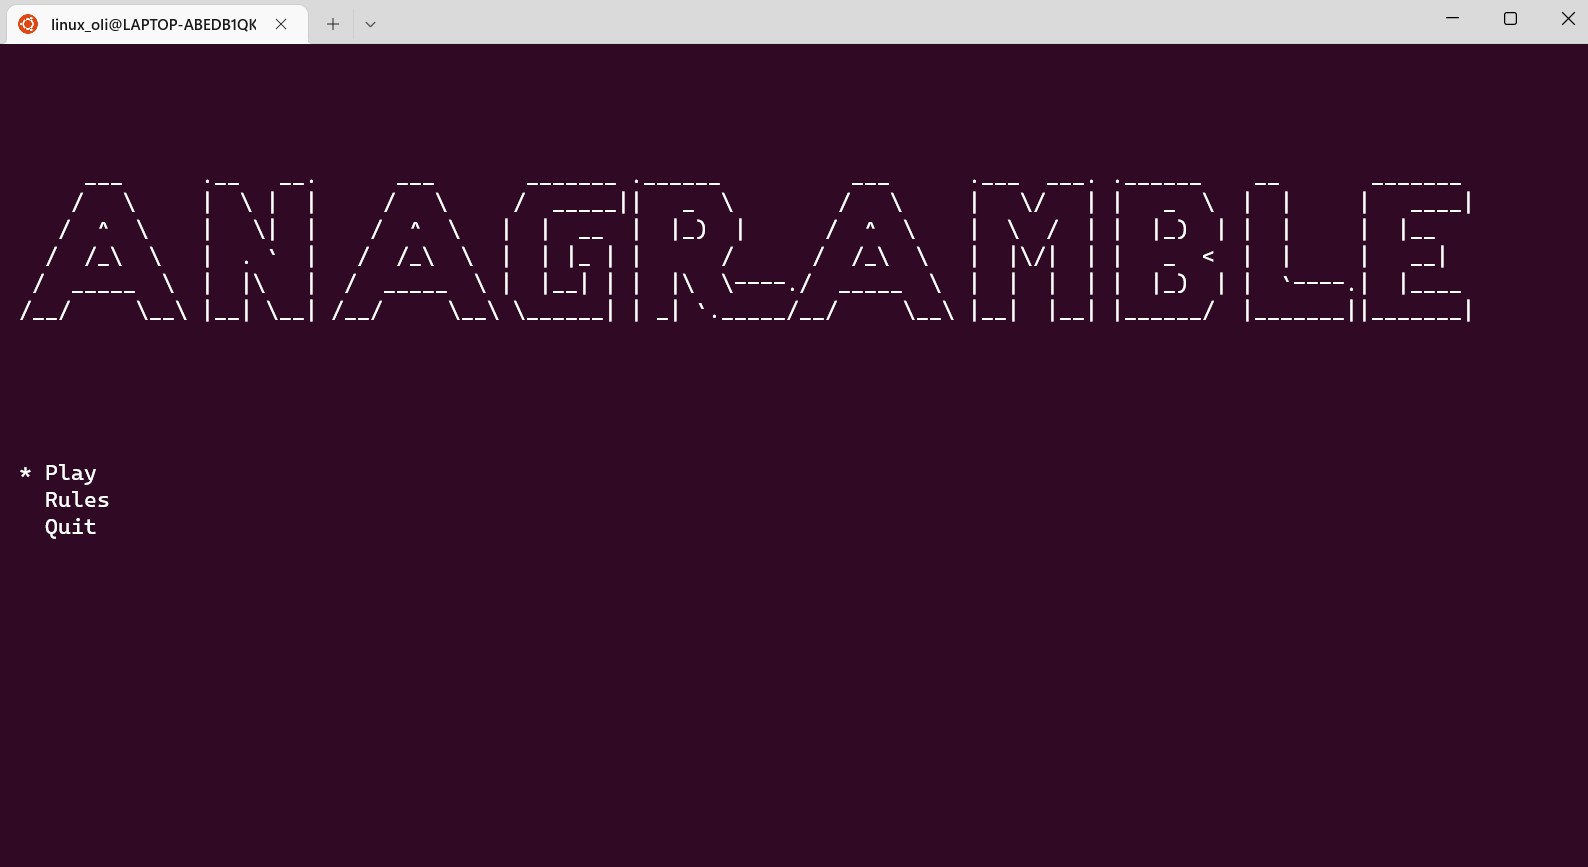 linux_oli@LAPTOP-ABEDB1QK
ANAGRAMBLE
* Play
Rules
Quit